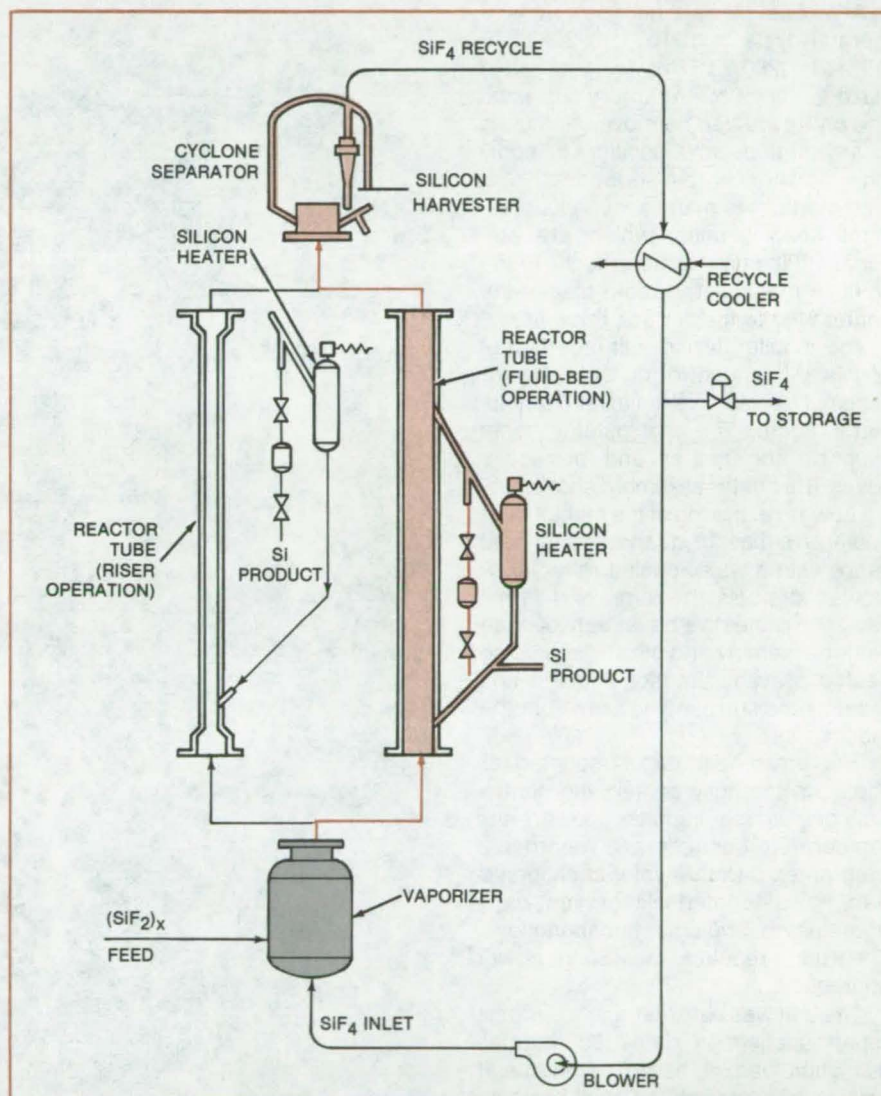 SiF4 RECYCLE
CYCLONE
SEPARATOR
SILICON
HARVESTER
SILICON
HEATER
RECYCLE
COOLER
REACTOR
TUBE
(FLUID-BED
OPERATION)
SiF4
TO STORAGE
REACTOR
TUBE
(RISER
OPERATION)
Si
PRODUCT
SILICON
HEATER
Si
PRODUCT
VAPORIZER
(SiF2)x
FEED
SiF4 INLET
BLOWER